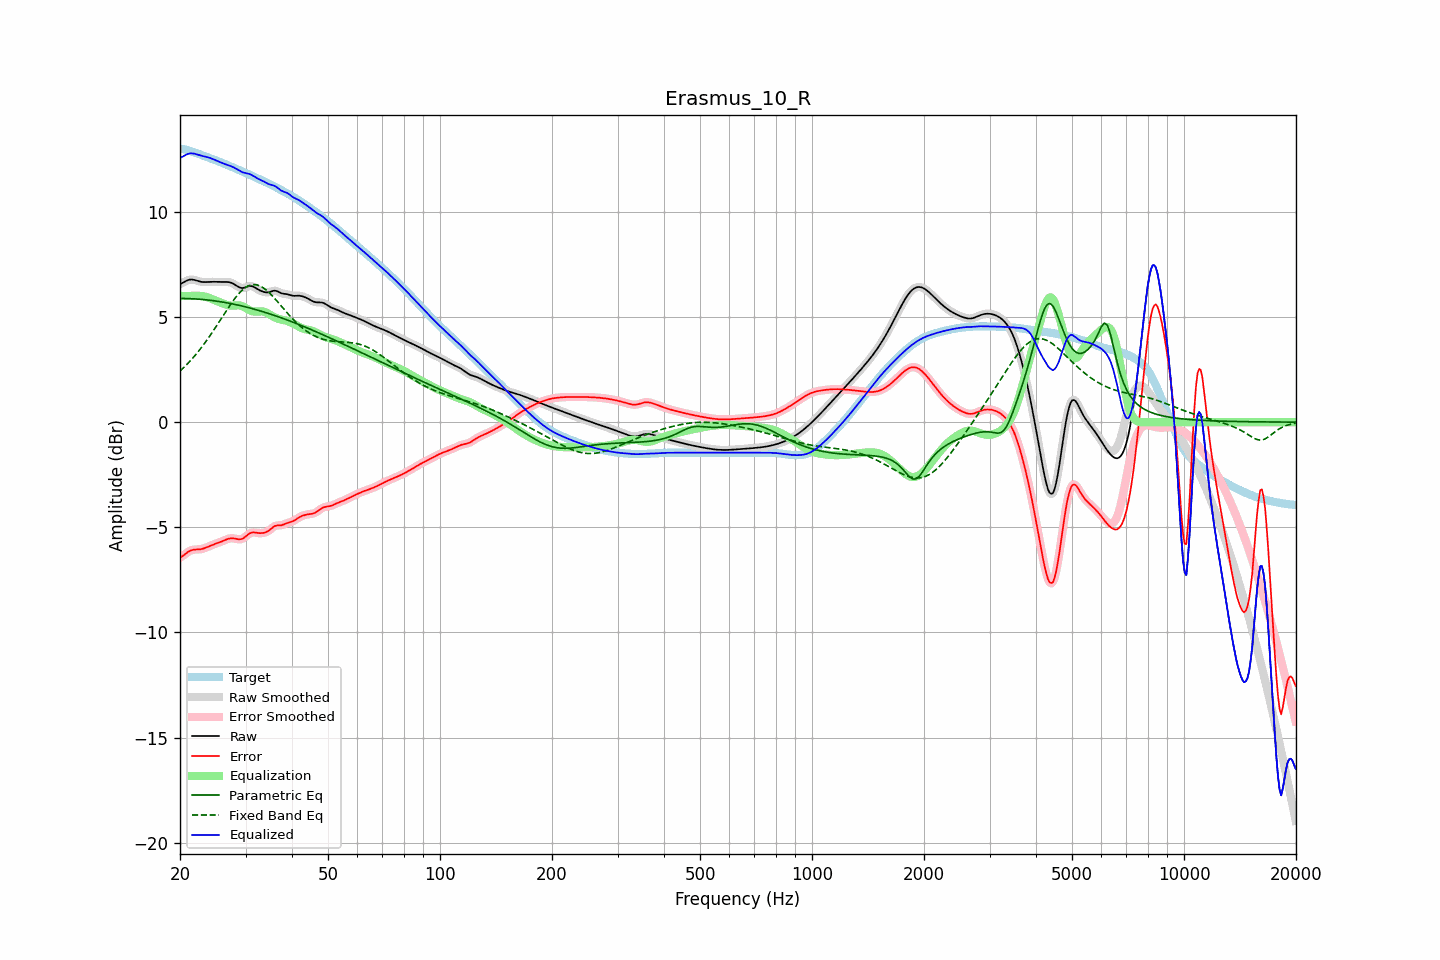 Erasmus_10_R
Amplitude (dBr)
10
5
0
−5
−10
−15
−20
Target
Raw Smoothed
Error Smoothed
Raw
Error
Equalization
Parametric Eq
Fixed Band Eq
Equalized
20 50 100 200 500 1000 2000 5000 10000 20000
Frequency (Hz)